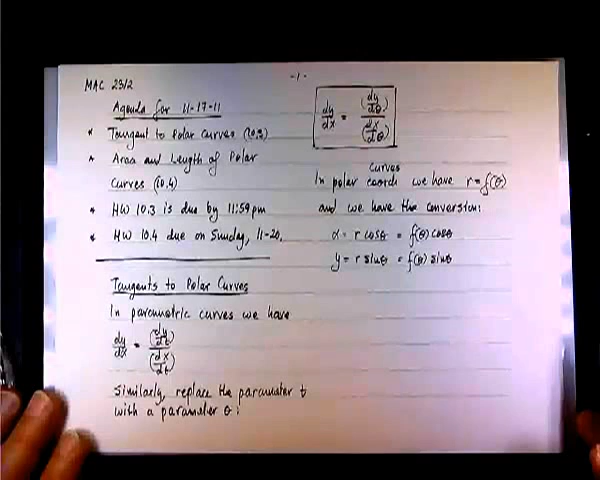 MAC 2312
-1-
Agenda for 11-17-11
* Tangent to Polar Curves (10.3)
* Area and Length of Polar
Curves (10.4)
* HW 10.3 is due by 11:59pm
* HW 10.4 due on Sunday, 11-20.
Tangents to Polar Curves
In parametric curves we have
dy/dx = (dy/dt)/(dx/dt)
Similarly, replace the parameter t
with a parameter θ:
dy/dx = (dy/dθ)/(dx/dθ)
Curves
In polar coords we have r = f(θ)
and we have the conversion:
x = r cosθ = f(θ) cosθ
y = r sinθ = f(θ) sinθ